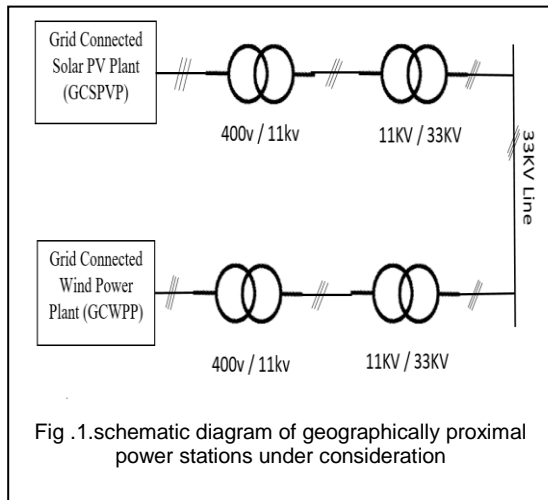 Grid Connected
Solar PV Plant
(GCSPVP)
400v / 11kv
11KV / 33KV
33KV Line
Grid Connected
Wind Power
Plant (GCWPP)
400v / 11kv
11KV / 33KV
Fig .1.schematic diagram of geographically proximal
power stations under consideration